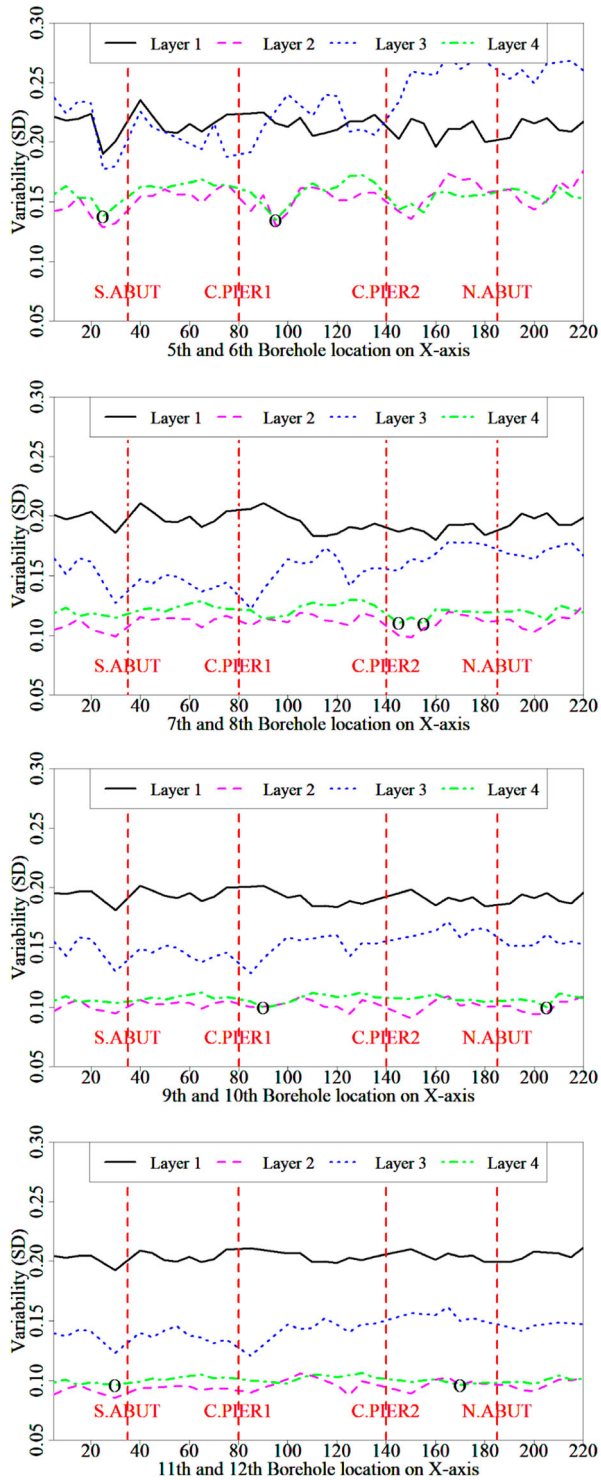 0.30
Layer 1 Layer 2 Layer 3 Layer 4
0.25
0.20
0.15
0.10
0.05
Variability (SD)
O O
S.ABUT C.PIER1 C.PIER2 N.ABUT
20 40 60 80 100 120 140 160 180 200 220
5th and 6th Borehole location on X-axis
0.30
Layer 1 Layer 2 Layer 3 Layer 4
0.25
0.20
0.15
0.10
0.05
Variability (SD)
O O
S.ABUT C.PIER1 C.PIER2 N.ABUT
20 40 60 80 100 120 140 160 180 200 220
7th and 8th Borehole location on X-axis
0.30
Layer 1 Layer 2 Layer 3 Layer 4
0.25
0.20
0.15
0.10
0.05
Variability (SD)
O O
S.ABUT C.PIER1 C.PIER2 N.ABUT
20 40 60 80 100 120 140 160 180 200 220
9th and 10th Borehole location on X-axis
0.30
Layer 1 Layer 2 Layer 3 Layer 4
0.25
0.20
0.15
0.10
0.05
Variability (SD)
O O
S.ABUT C.PIER1 C.PIER2 N.ABUT
20 40 60 80 100 120 140 160 180 200 220
11th and 12th Borehole location on X-axis